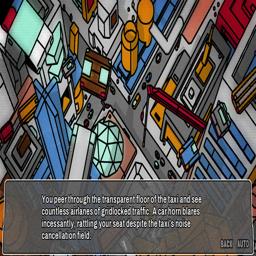 You peer through the transparent floor of the taxi and see
countless airlanes of gridlocked traffic. A car horn blares
incessantly, rattling your seat despite the taxi's noise
cancellation field.
BACK AUTO